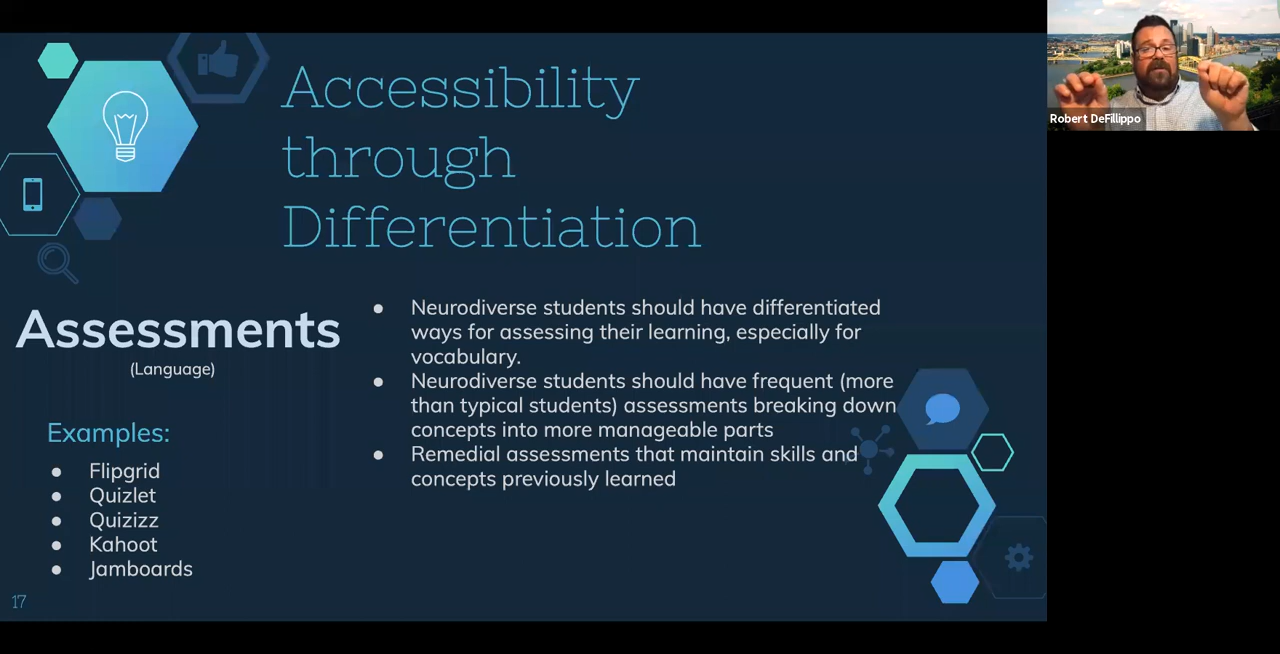 Accessibility
through
Differentiation
Assessments
(Language)
Examples:
● Flipgrid
● Quizlet
● Quizizz
● Kahoot
● Jamboards
● Neurodiverse students should have differentiated
ways for assessing their learning, especially for
vocabulary.
● Neurodiverse students should have frequent (more
than typical students) assessments breaking down
concepts into more manageable parts
● Remedial assessments that maintain skills and
concepts previously learned
17
Robert DeFillippo